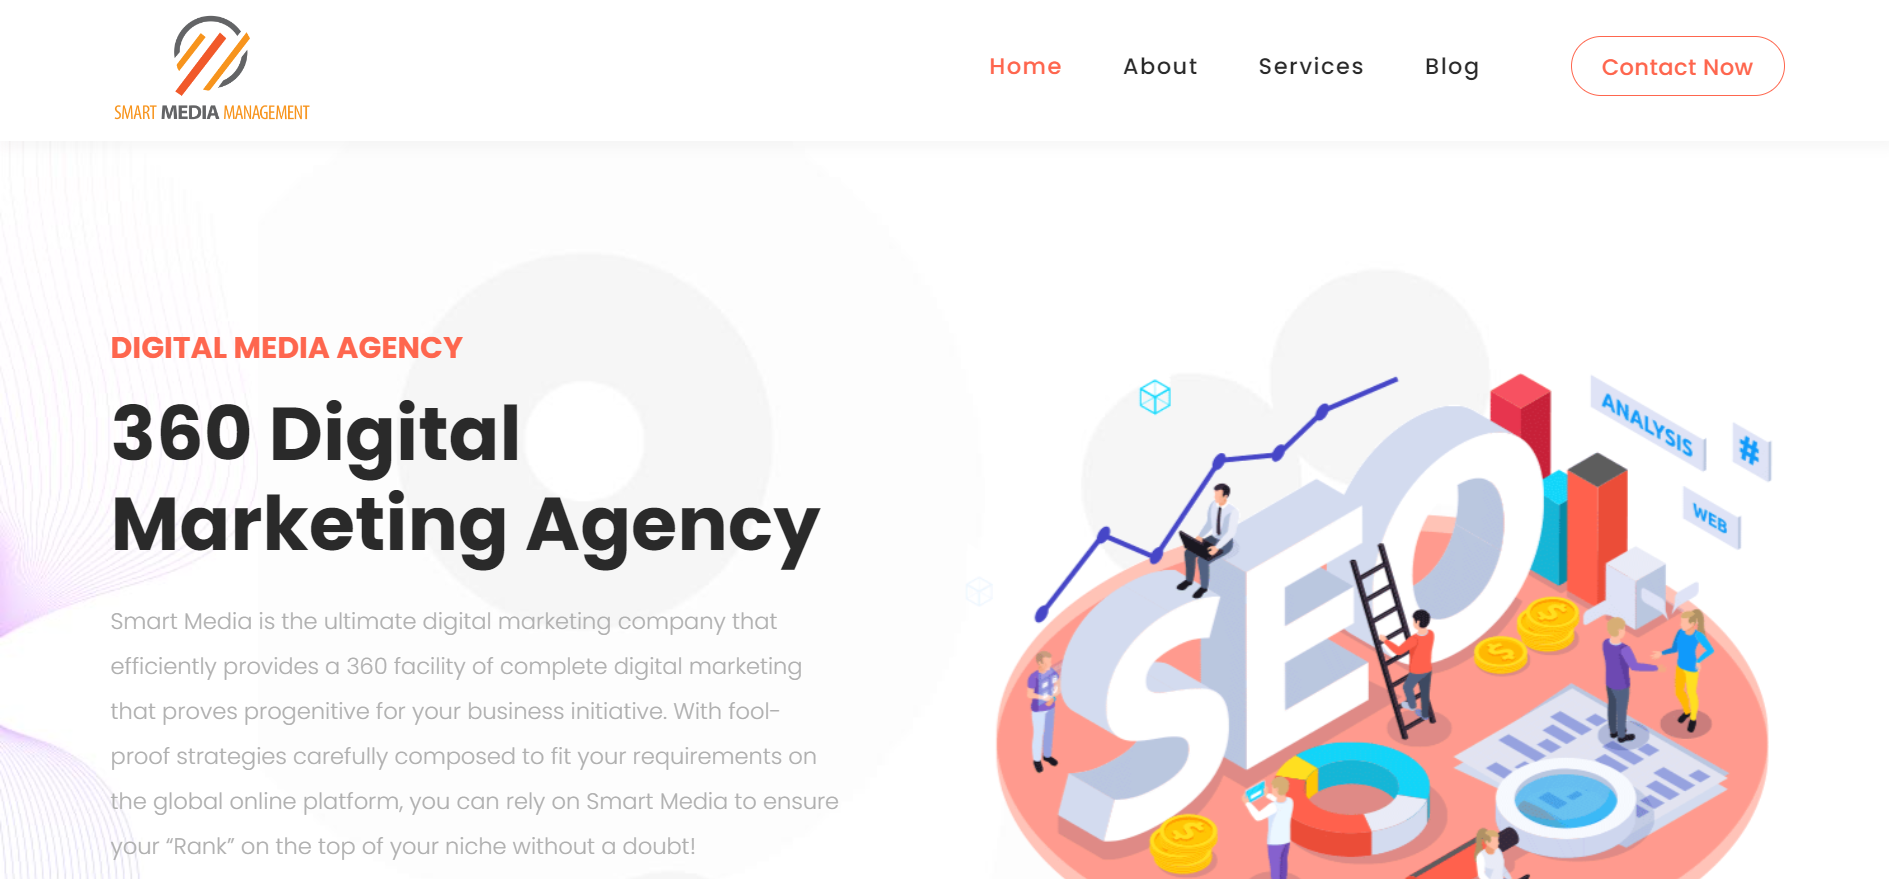 SMART MEDIA MANAGEMENT
Home About Services Blog Contact Now
DIGITAL MEDIA AGENCY
360 Digital
Marketing Agency
Smart Media is the ultimate digital marketing company that
efficiently provides a 360 facility of complete digital marketing
that proves progenitive for your business initiative. With fool-
proof strategies carefully composed to fit your requirements on
the global online platform, you can rely on Smart Media to ensure
your “Rank” on the top of your niche without a doubt!
ANALYSIS
#
WEB
SEO